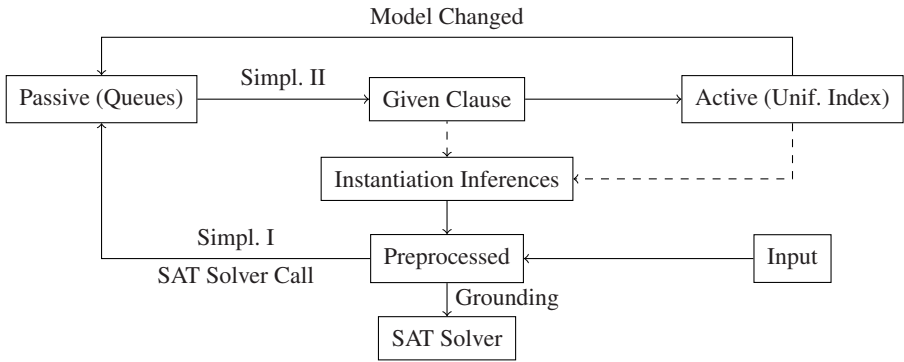 Model Changed
Passive (Queues)
Simpl. II
Given Clause
Active (Unif. Index)
Instantiation Inferences
Simpl. I
SAT Solver Call
Preprocessed
Input
Grounding
SAT Solver